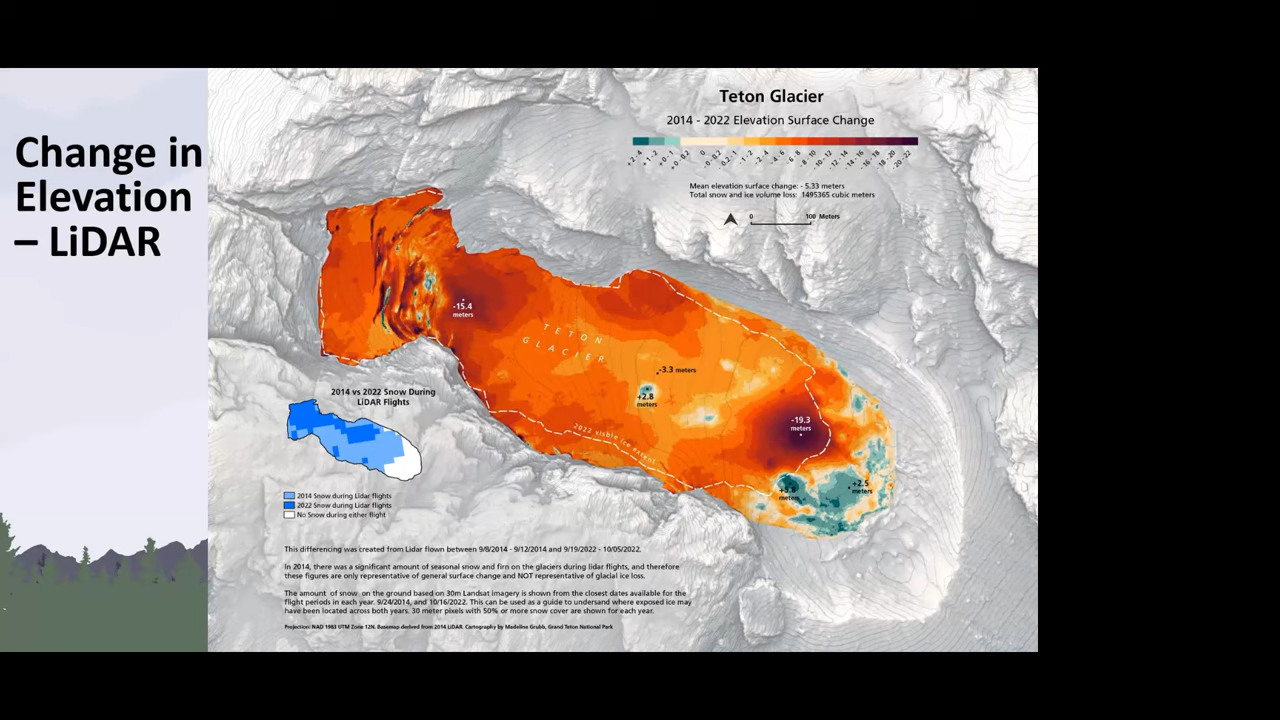 Change in
Elevation
– LiDAR
Teton Glacier
2014 - 2022 Elevation Surface Change
Mean elevation surface change: - 5.33 meters
Total snow and ice volume loss: 1495365 cubic meters
0 100 Meters
-15.4
meters
TETON
GLACIER
-3.3 meters
+2.8
meters
-19.3
meters
2022 visble ice extent
+2.5
meters
meters
2014 vs 2022 Snow During
LiDAR Flights
2014 Snow during Lidar flights
2022 Snow during Lidar flights
No Snow during either flight
This differencing was created from Lidar flown between 9/8/2014 - 9/12/2014 and 9/19/2022 - 10/05/2022.
In 2014, there was a significant amount of seasonal snow and firn on the glaciers during lidar flights, and therefore
these figures are only representative of general surface change and NOT representative of glacial ice loss.
The amount of snow on the ground based on 30m Landsat imagery is shown from the closest dates available for the
flight periods in each year. 9/24/2014, and 10/16/2022. This can be used as a guide to undersand where exposed ice may
have been located across both years. 30 meter pixels with 50% or more snow cover are shown for each year.
Projection: NAD 1983 UTM Zone 12N. Basemap derived from 2014 LiDAR. Cartography by Madeline Grubb, Grand Teton National Park